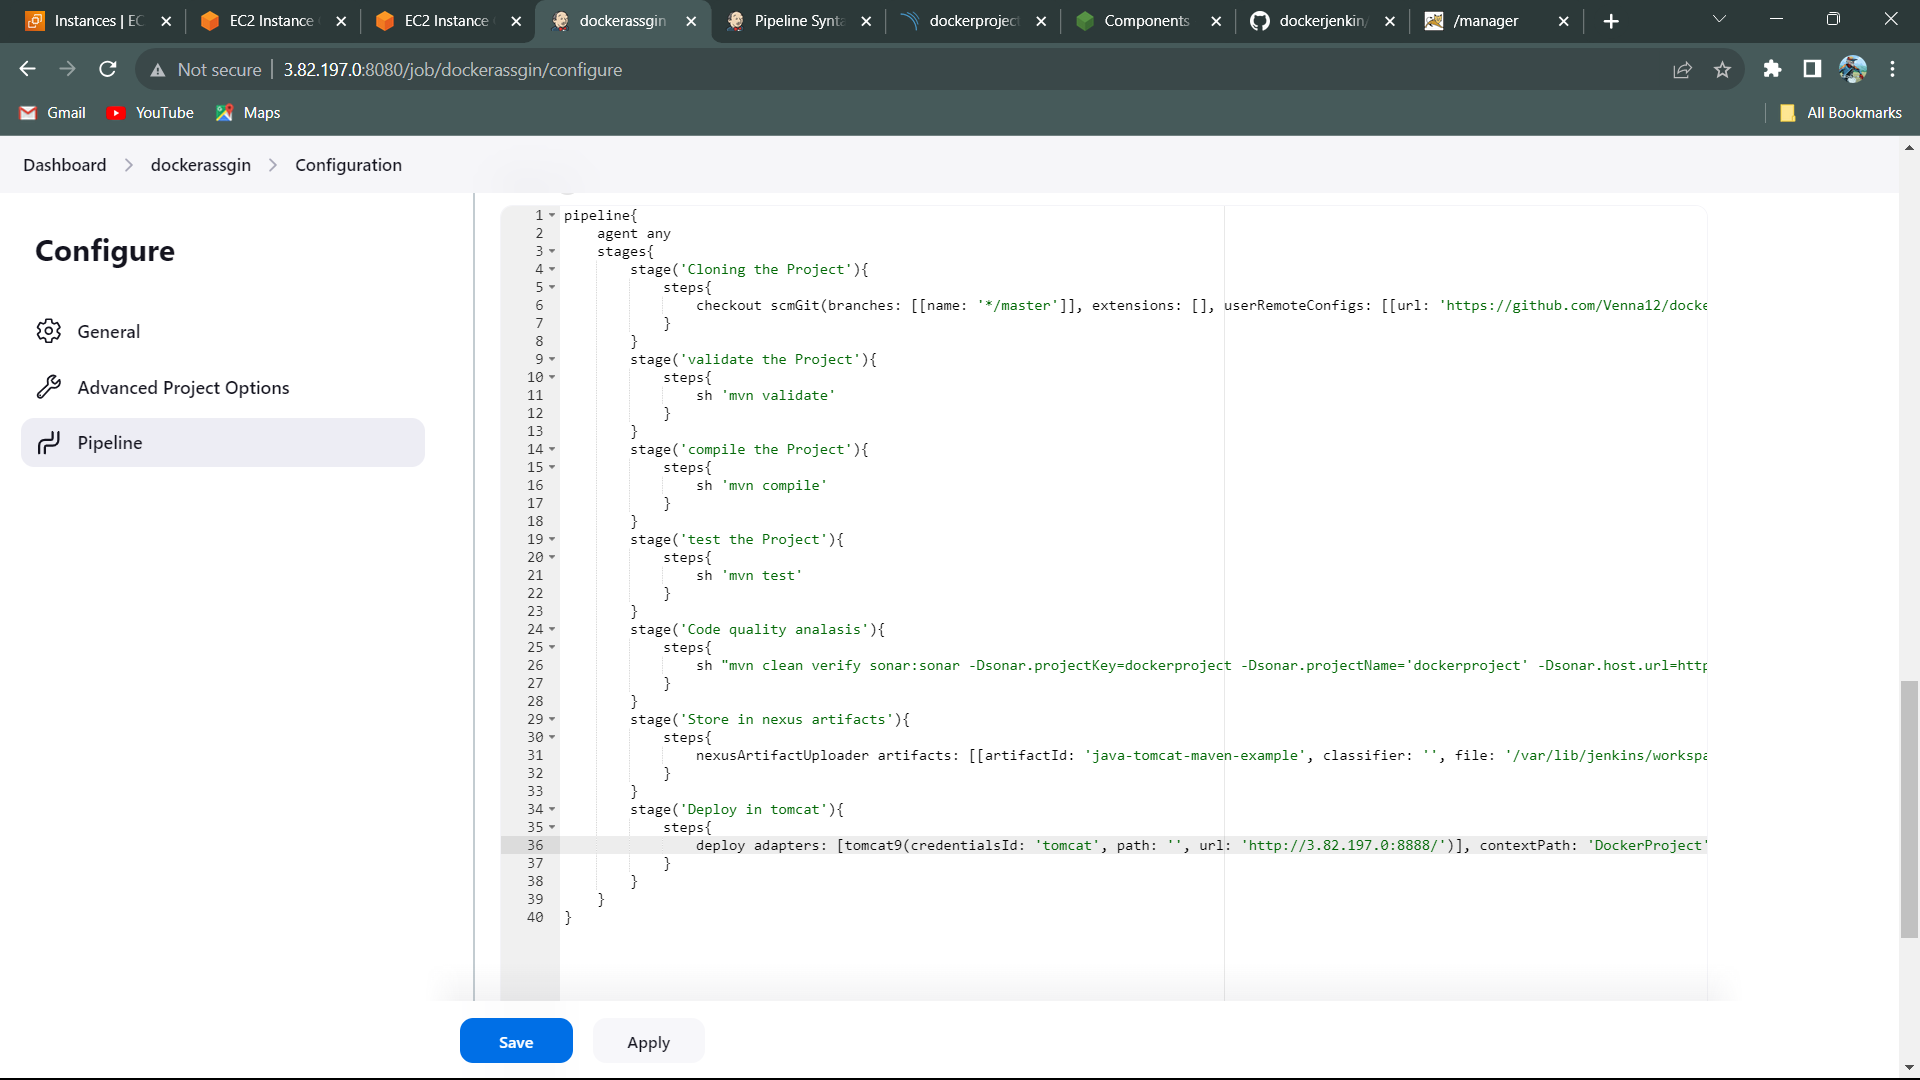 Instances | EC
EC2 Instance
EC2 Instance
dockerassgin
Pipeline Synta
dockerproject
Components
dockerjenkin
/manager
Not secure
3.82.197.0:8080/job/dockerassgin/configure
Gmail
YouTube
Maps
All Bookmarks
Dashboard
dockerassgin
Configuration
Configure
General
Advanced Project Options
Pipeline
1 pipeline{
2 agent any
3 stages{
4 stage('Cloning the Project'){
5 steps{
6 checkout scmGit(branches: [[name: '*/master']], extensions: [], userRemoteConfigs: [[url: 'https://github.com/Venna12/docke
7 }
8 }
9 stage('validate the Project'){
10 steps{
11 sh 'mvn validate'
12 }
13 }
14 stage('compile the Project'){
15 steps{
16 sh 'mvn compile'
17 }
18 }
19 stage('test the Project'){
20 steps{
21 sh 'mvn test'
22 }
23 }
24 stage('Code quality analasis'){
25 steps{
26 sh "mvn clean verify sonar:sonar -Dsonar.projectKey=dockerproject -Dsonar.projectName='dockerproject' -Dsonar.host.url=http
27 }
28 }
29 stage('Store in nexus artifacts'){
30 steps{
31 nexusArtifactUploader artifacts: [[artifactId: 'java-tomcat-maven-example', classifier: '', file: '/var/lib/jenkins/workspa
32 }
33 }
34 stage('Deploy in tomcat'){
35 steps{
36 deploy adapters: [tomcat9(credentialsId: 'tomcat', path: '', url: 'http://3.82.197.0:8888/')], contextPath: 'DockerProject'
37 }
38 }
39 }
40 }
Save
Apply